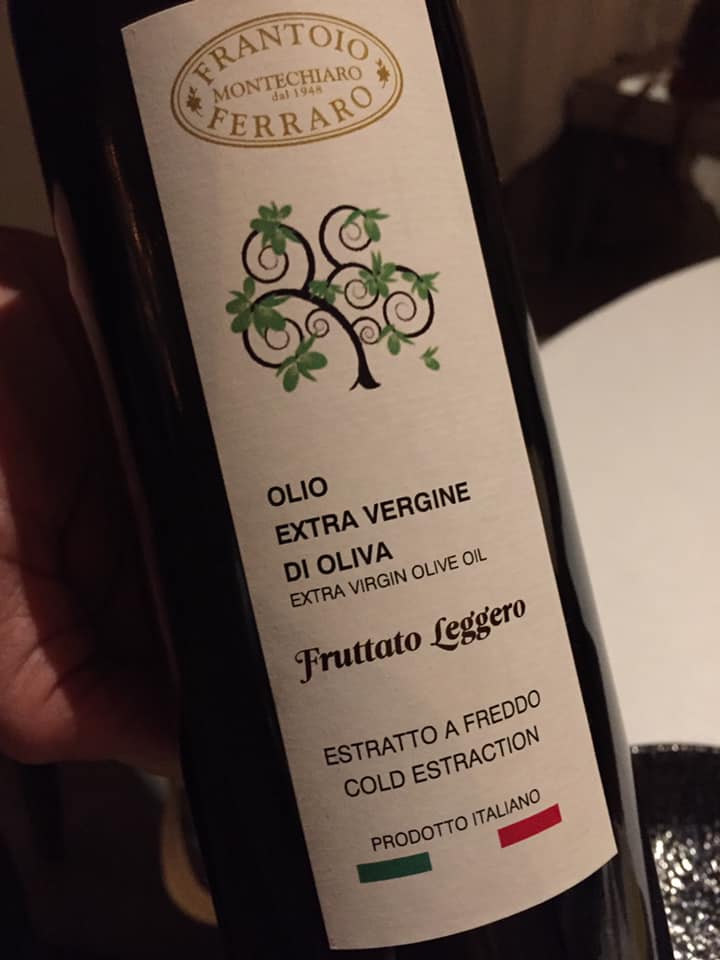 FRANTOIO
MONTECHIARO
dal 1948
FERRARO
OLIO
EXTRA VERGINE
DI OLIVA
EXTRA VIRGIN OLIVE OIL
Fruttato Leggero
ESTRATTO A FREDDO
COLD ESTRACTION
PRODOTTO ITALIANO